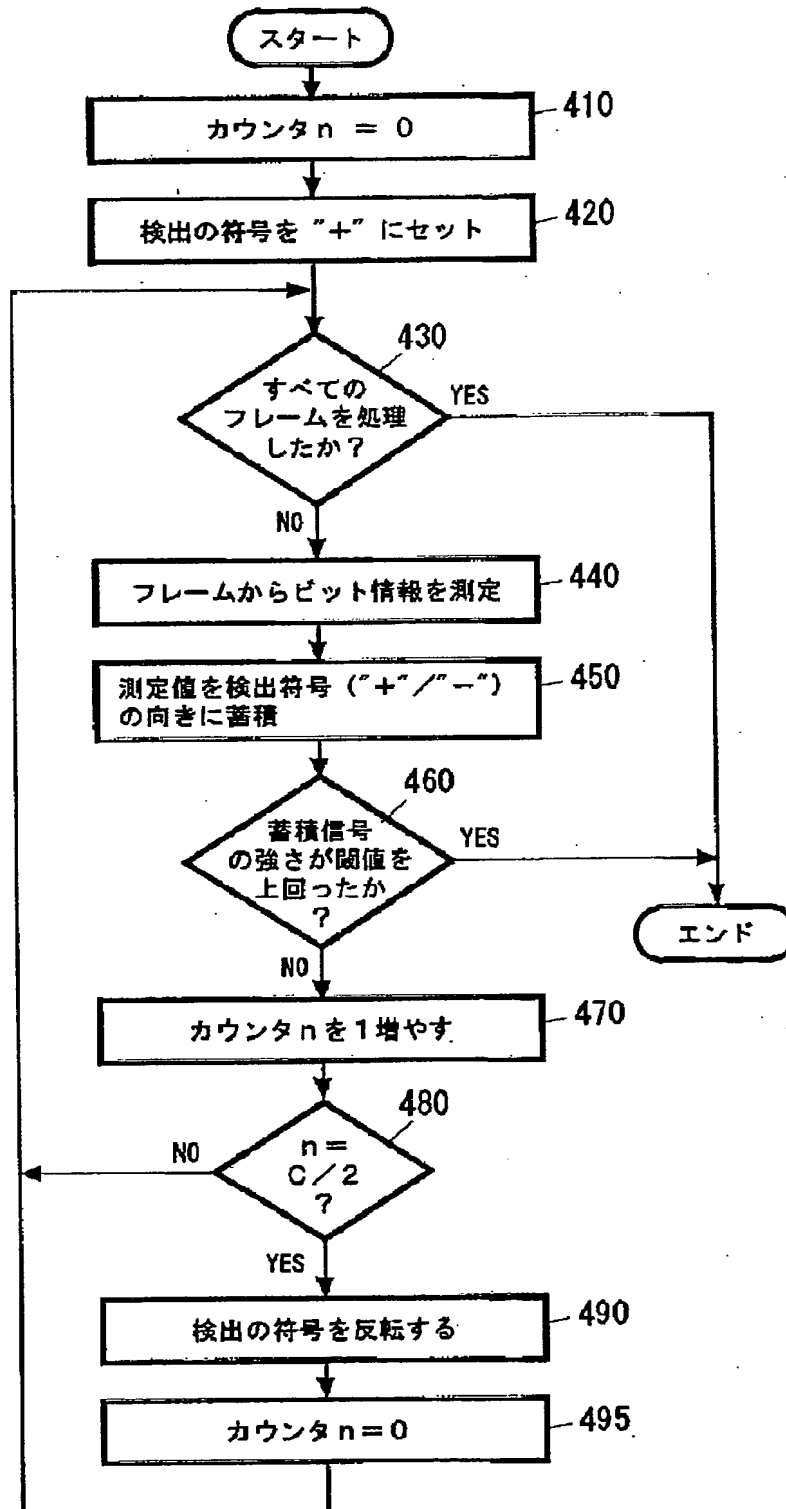 スタート
カウンタn = 0
410
検出の符号を"+"にセット
420
430
すべての
フレームを処理
したか?
YES
NO
フレームからビット情報を測定
440
測定値を検出符号("+"/"−")
の向きに蓄積
450
460
蓄積信号
の強さが閾値を
上回ったか
?
YES
エンド
NO
カウンタnを1増やす
470
480
n=
C/2
?
NO
YES
検出の符号を反転する
490
カウンタn=0
495